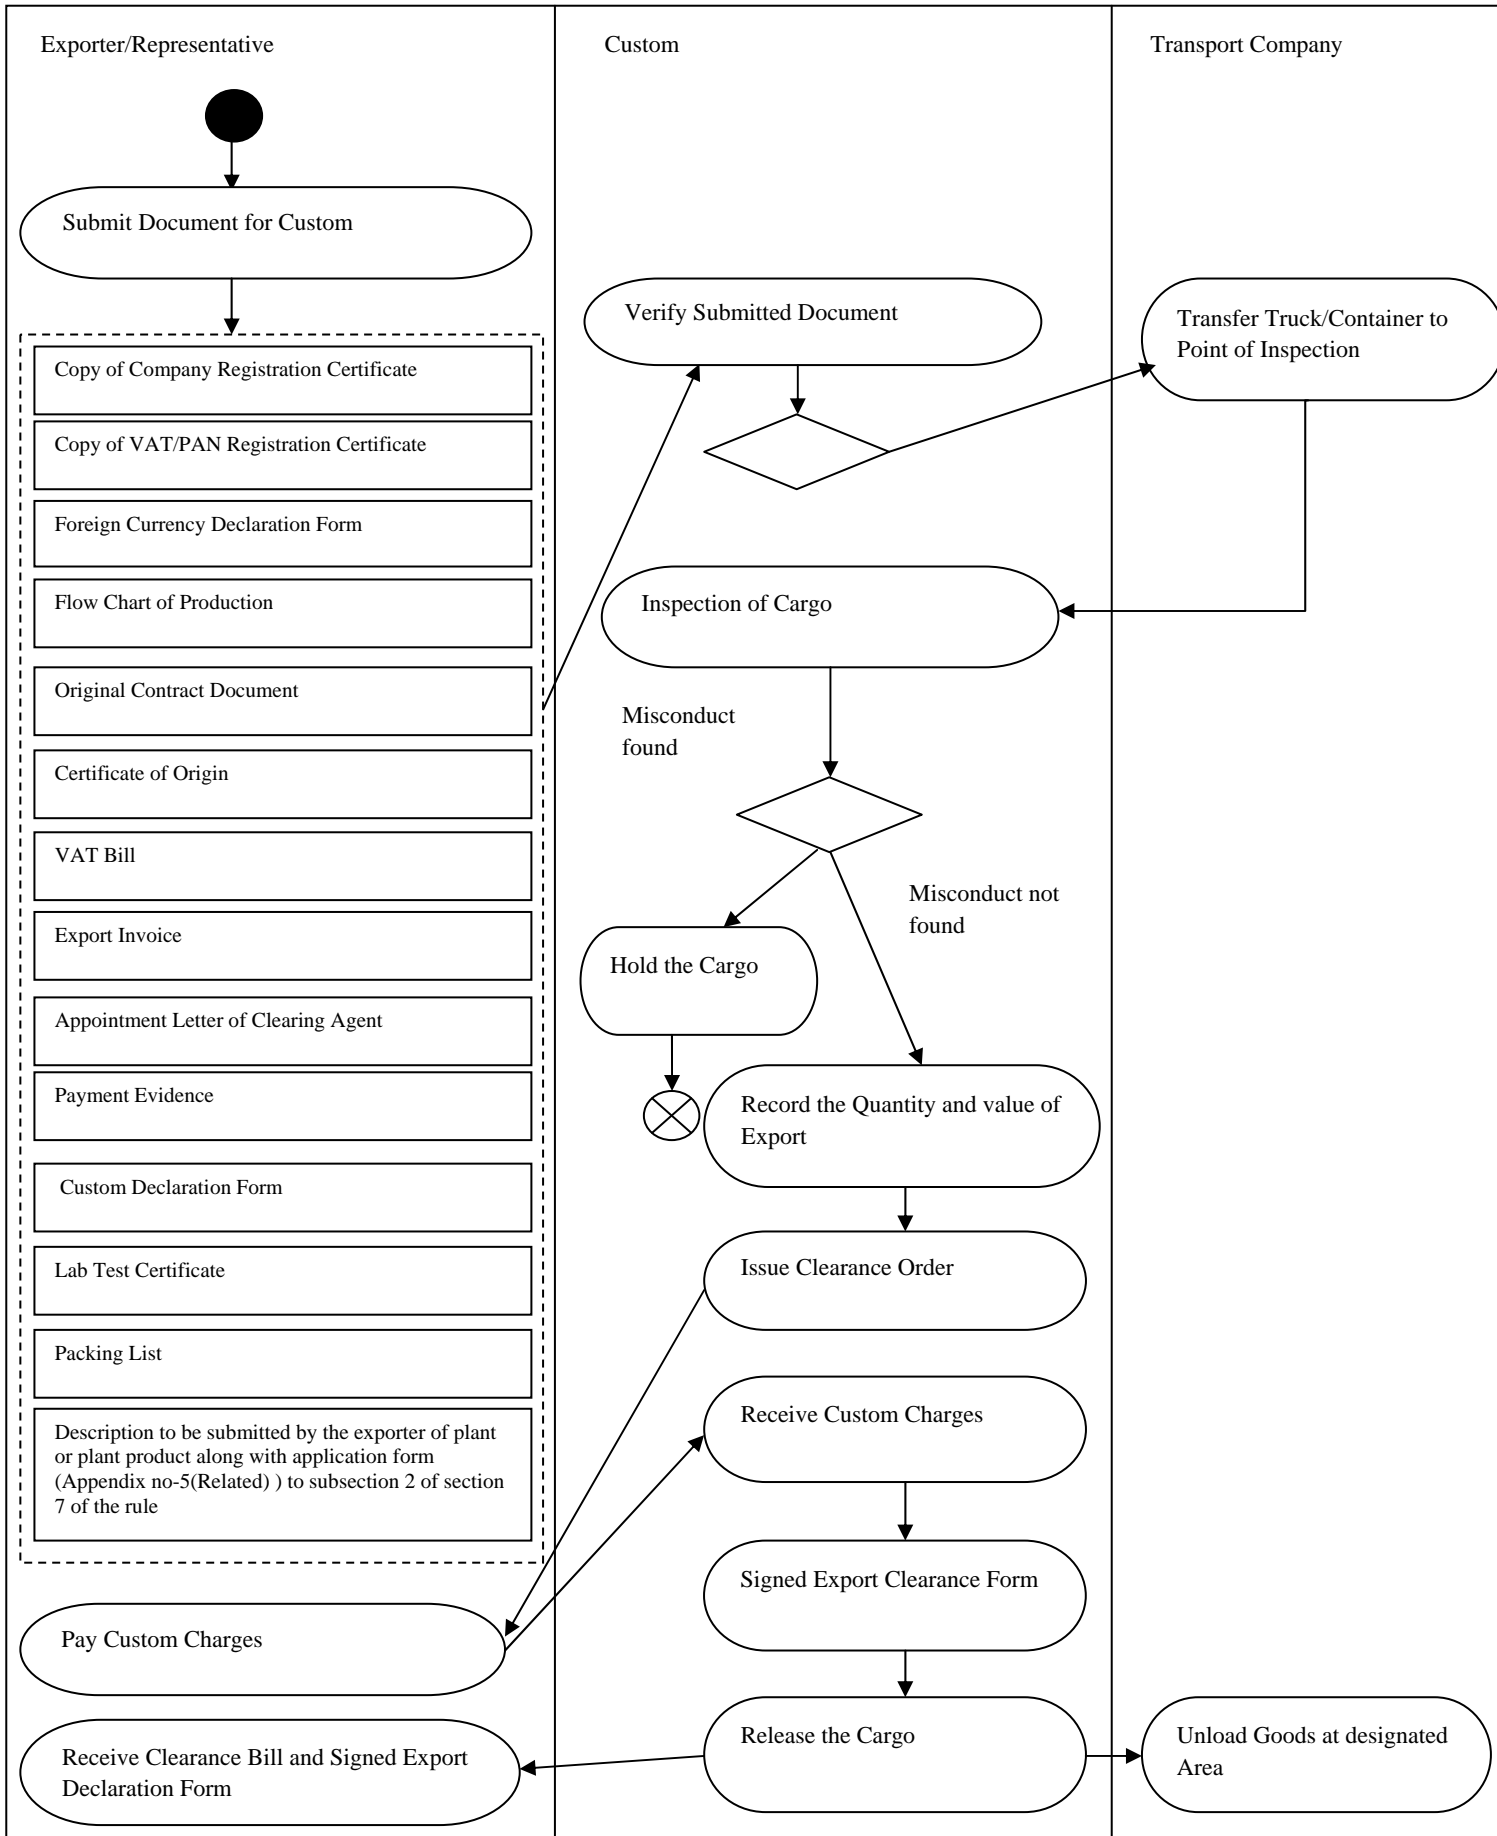 Exporter/Representative
Custom
Transport Company
Submit Document for Custom
Copy of Company Registration Certificate
Copy of VAT/PAN Registration Certificate
Foreign Currency Declaration Form
Flow Chart of Production
Original Contract Document
Certificate of Origin
VAT Bill
Export Invoice
Appointment Letter of Clearing Agent
Payment Evidence
Custom Declaration Form
Lab Test Certificate
Packing List
Description to be submitted by the exporter of plant
or plant product along with application form
(Appendix no-5(Related) ) to subsection 2 of section
7 of the rule
Pay Custom Charges
Receive Clearance Bill and Signed Export
Declaration Form
Verify Submitted Document
Inspection of Cargo
Misconduct
found
Misconduct not
found
Hold the Cargo
Record the Quantity and value of
Export
Issue Clearance Order
Receive Custom Charges
Signed Export Clearance Form
Release the Cargo
Transfer Truck/Container to
Point of Inspection
Unload Goods at designated
Area